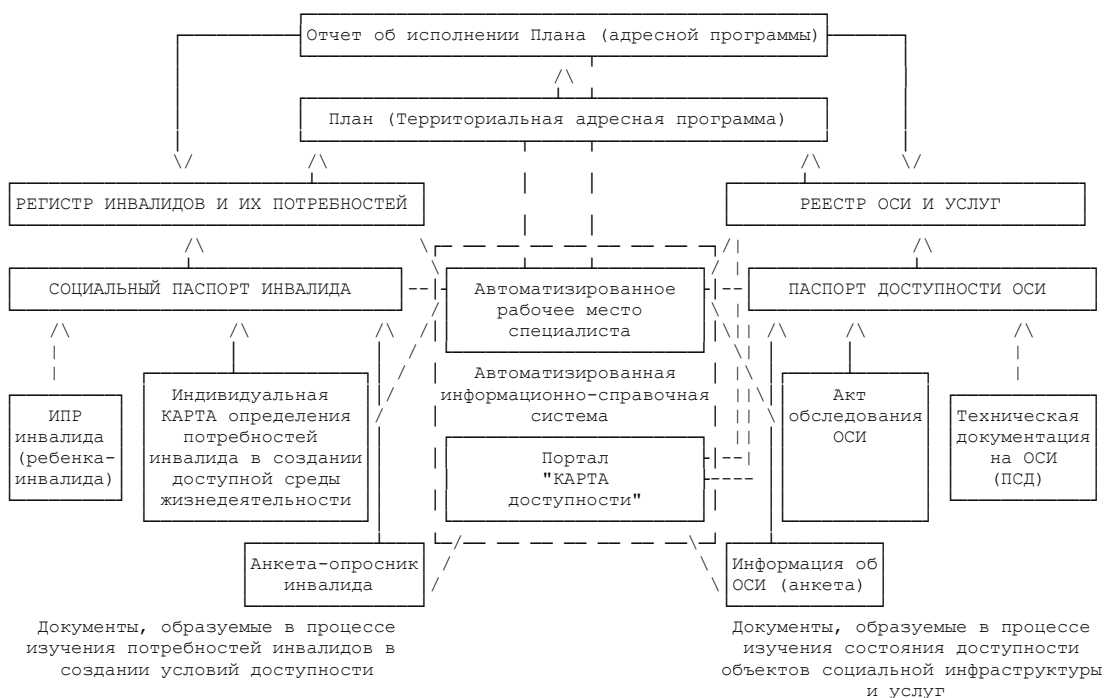 Отчет об исполнении Плана (адресной программы)
План (Территориальная адресная программа)
РЕГИСТР ИНВАЛИДОВ И ИХ ПОТРЕБНОСТЕЙ
РЕЕСТР ОСИ И УСЛУГ
СОЦИАЛЬНЫЙ ПАСПОРТ ИНВАЛИДА
Автоматизированное
рабочее место
специалиста
ПАСПОРТ ДОСТУПНОСТИ ОСИ
Автоматизированная
информационно-справочная
система
ИПР
инвалида
(ребенка-
инвалида)
Индивидуальная
КАРТА определения
потребностей
инвалида в создании
доступной среды
жизнедеятельности
Портал
"КАРТА
доступности"
Акт
обследования
ОСИ
Техническая
документация
на ОСИ
(ПСД)
Анкета-опросник
инвалида
Информация об
ОСИ (анкета)
Документы, образуемые в процессе
изучения потребностей инвалидов в
создании условий доступности
Документы, образуемые в процессе
изучения состояния доступности
объектов социальной инфраструктуры
и услуг